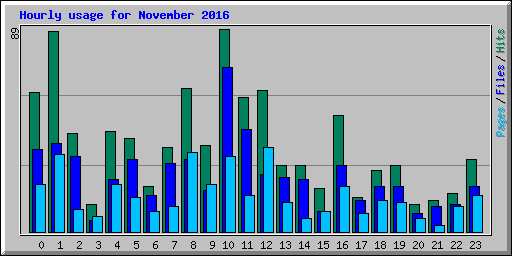 Hourly usage for November 2016
89
Pages/Files/Hits
0 1 2 3 4 5 6 7 8 9 10 11 12 13 14 15 16 17 18 19 20 21 22 23